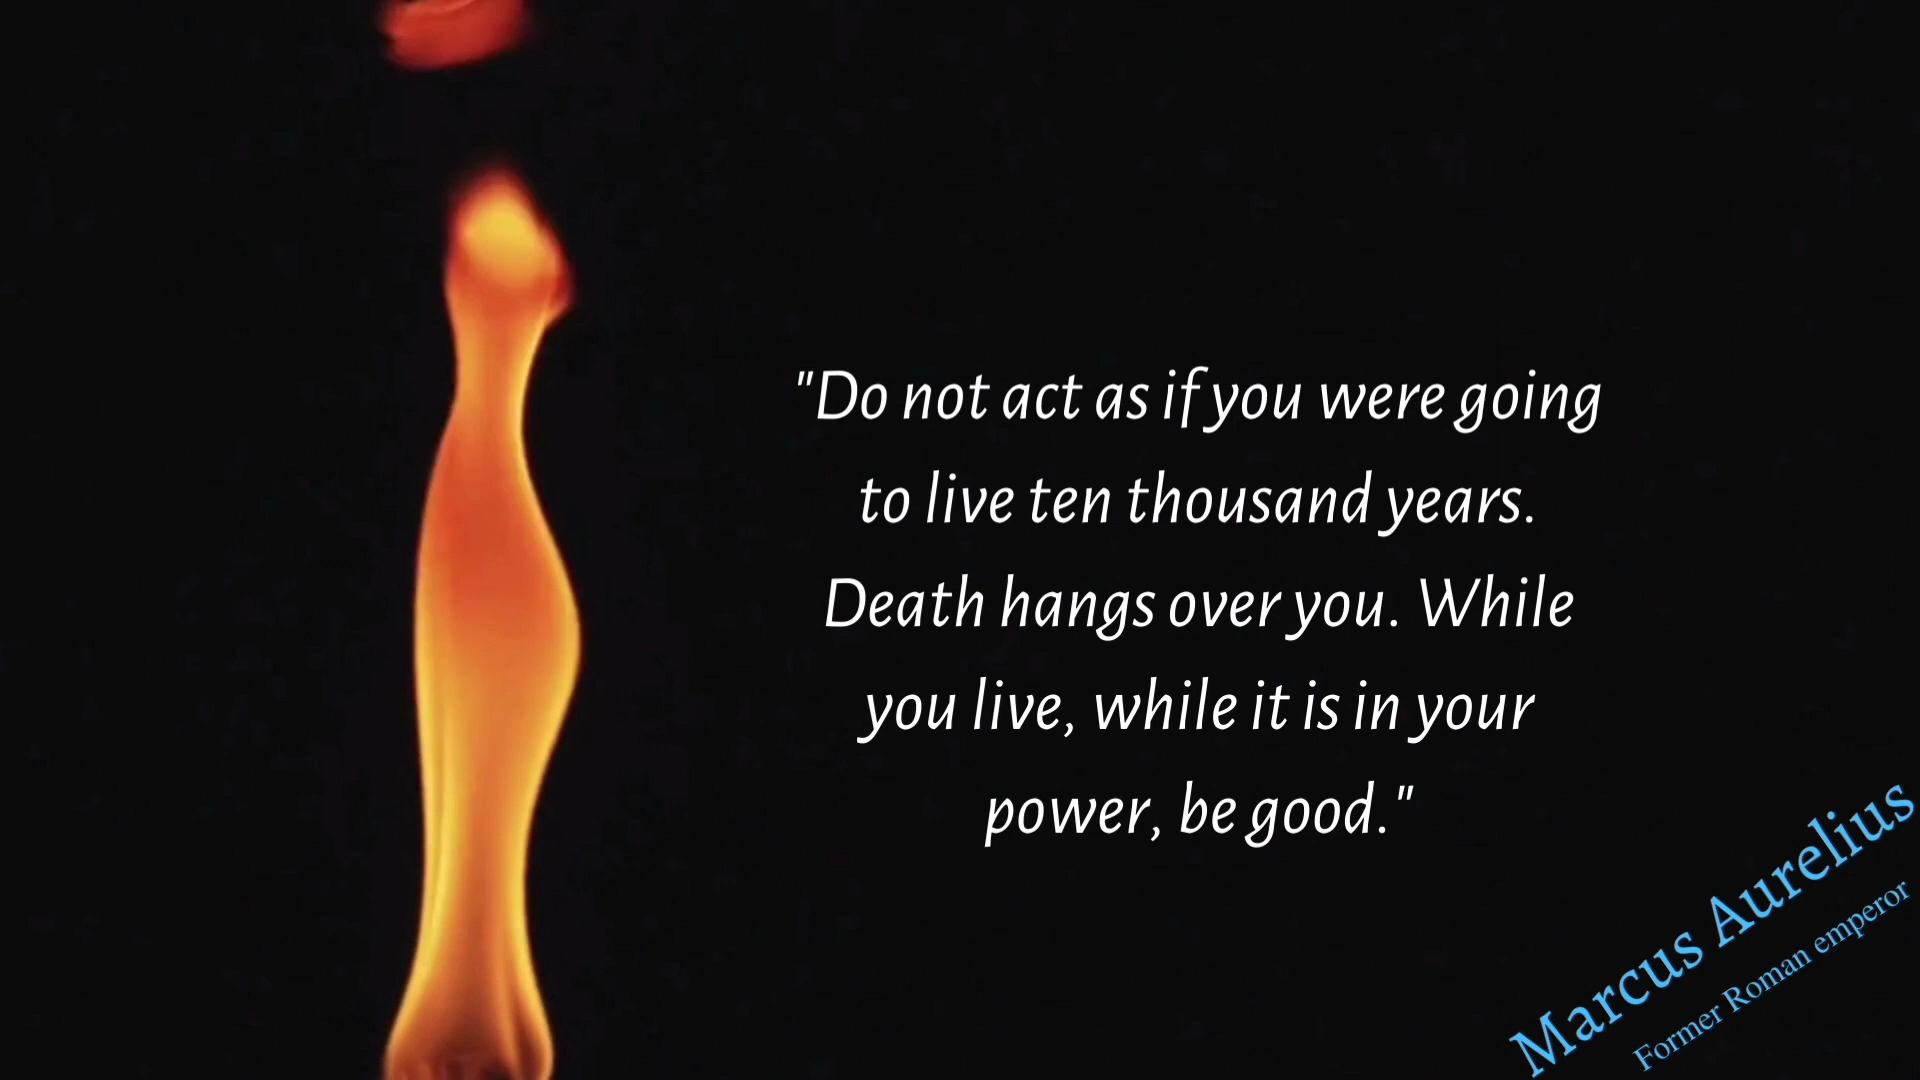 "Do not act as if you were going
to live ten thousand years.
Death hangs over you. While
you live, while it is in your
power, be good."
Marcus Aurelius
Former Roman emperor